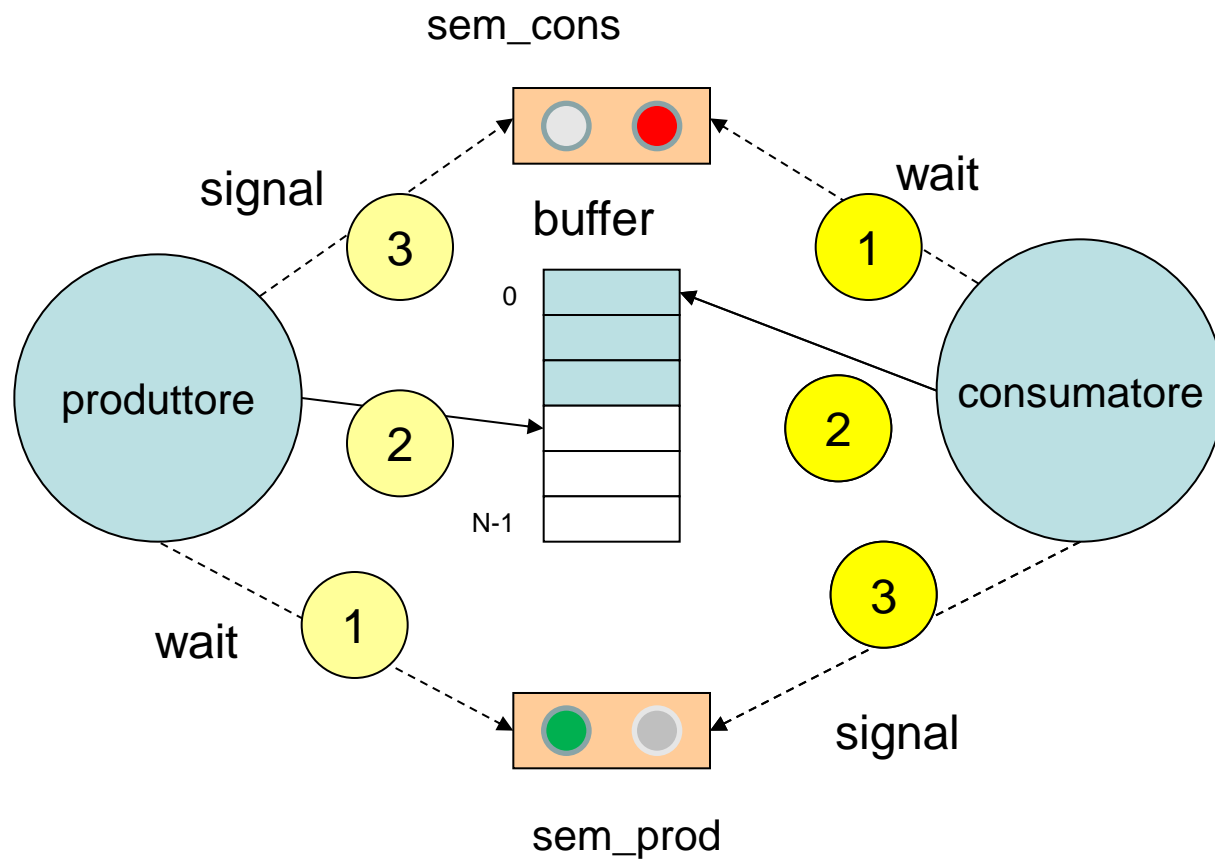 sem_cons
signal
wait
3
1
buffer
0
produttore
consumatore
2
2
N-1
1
3
wait
signal
sem_prod